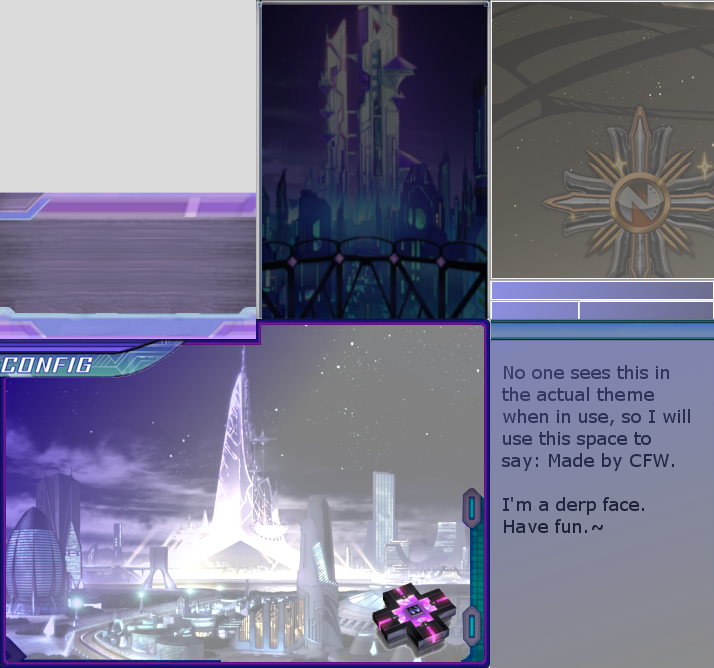 CONFIG
No one sees this in
the actual theme
when in use, so I will
use this space to
say: Made by CFW.
I'm a derp face.
Have fun.~
N